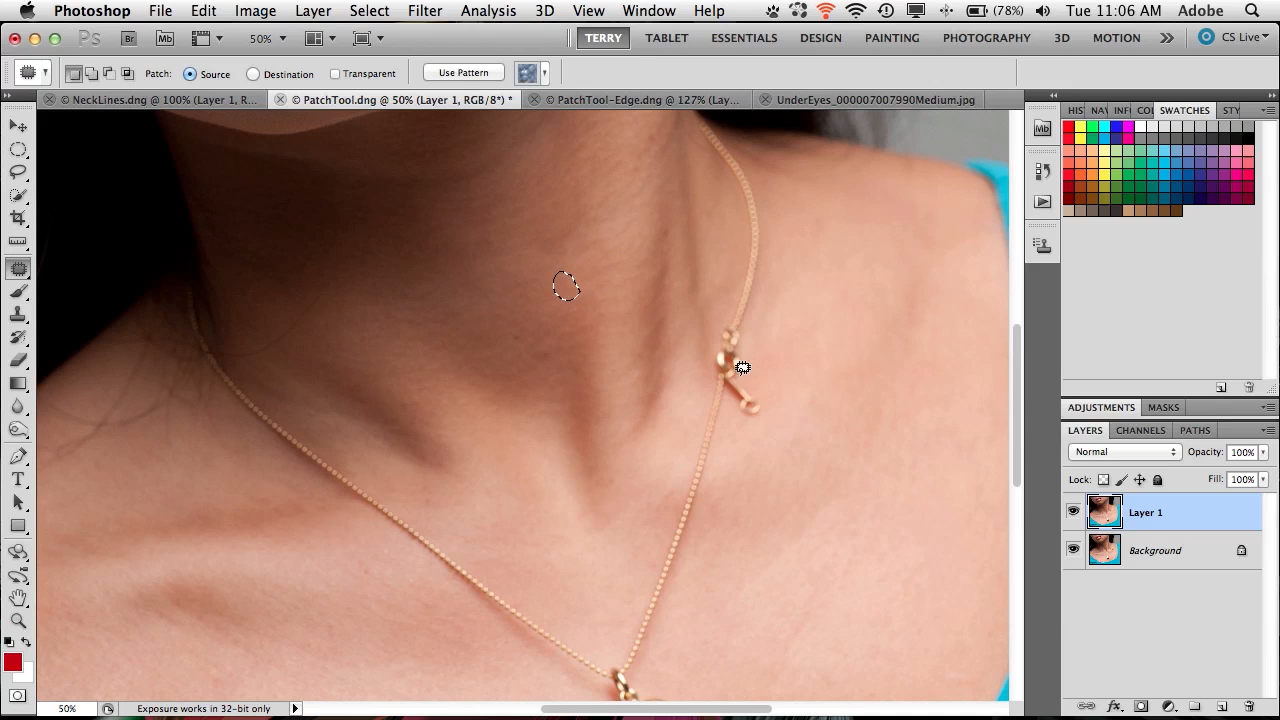 Photoshop File Edit Image Layer Select Filter Analysis 3D View Window Help (78%) Tue 11:06 AM Adobe
Ps Br Mb 50% TERRY TABLET ESSENTIALS DESIGN PAINTING PHOTOGRAPHY 3D MOTION CS Live
Patch: Source Destination Transparent Use Pattern
© NeckLines.dng @ 100% (Layer 1, R... © PatchTool.dng @ 50% (Layer 1, RGB/8*) * © PatchTool-Edge.dng @ 127% (Lay... UnderEyes_000007007990Medium.jpg
HIS NAV INFO COL SWATCHES STY
Mb
ADJUSTMENTS MASKS
LAYERS CHANNELS PATHS
Normal Opacity: 100%
Lock: Fill: 100%
Layer 1
Background
T
fx
50% Exposure works in 32-bit only